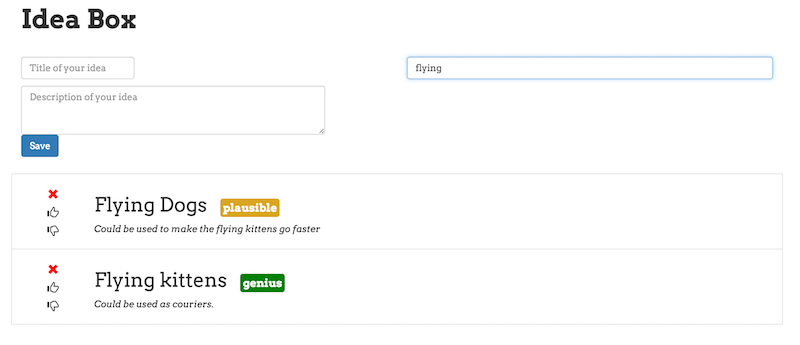 Idea Box
Title of your idea
flying
Description of your idea
Save
Flying Dogs plausible
Could be used to make the flying kittens go faster
Flying kittens genius
Could be used as couriers.